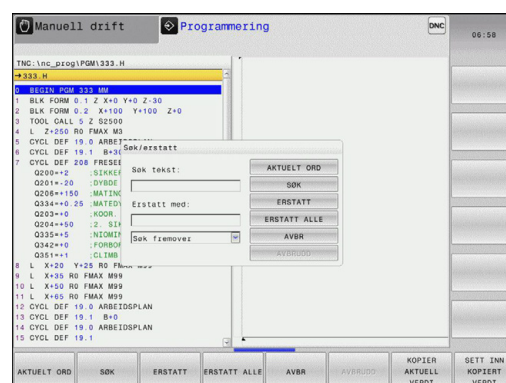 Manuell drift
Programmering
DNC
06:58
TNC:\nc_prog\PGM\333.H
→333.H
0 BEGIN PGM 333 MM
1 BLK FORM 0.1 Z X+0 Y+0 Z-30
2 BLK FORM 0.2 X+100 Y+100 Z+0
3 TOOL CALL 5 Z S2500
4 L Z+250 R0 FMAX M3
5 CYCL DEF 19.0 ARBEIDSPLAN
6 CYCL DEF 19.1 B+30
7 CYCL DEF 208 FRESEE
Q200=+2 ;SIKKER
Q201=-20 ;DYBDE
Q206=+150 ;MATING
Q334=+0.25 ;MATEDY
Q203=+0 ;KOOR.
Q204=+50 ;2. SIK
Q335=+5 ;NIOMIN
Q342=+0 ;FORBOR
Q351=+1 ;CLIMB
8 L X+20 Y+25 R0 FMAX M99
9 L X+35 R0 FMAX M99
10 L X+50 R0 FMAX M99
11 L X+65 R0 FMAX M99
12 CYCL DEF 19.0 ARBEIDSPLAN
13 CYCL DEF 19.1 B+0
14 CYCL DEF 19.0 ARBEIDSPLAN
15 CYCL DEF 19.1
Søk/erstatt
Søk tekst:
Erstatt med:
Søk fremover
AKTUELT ORD
SØK
ERSTATT
ERSTATT ALLE
AVBR
AVBRUDD
AKTUELT ORD
SØK
ERSTATT
ERSTATT ALLE
AVBR
AVBRUDD
KOPIER
AKTUELL
VERDI
SETT INN
KOPIERT
VERDI